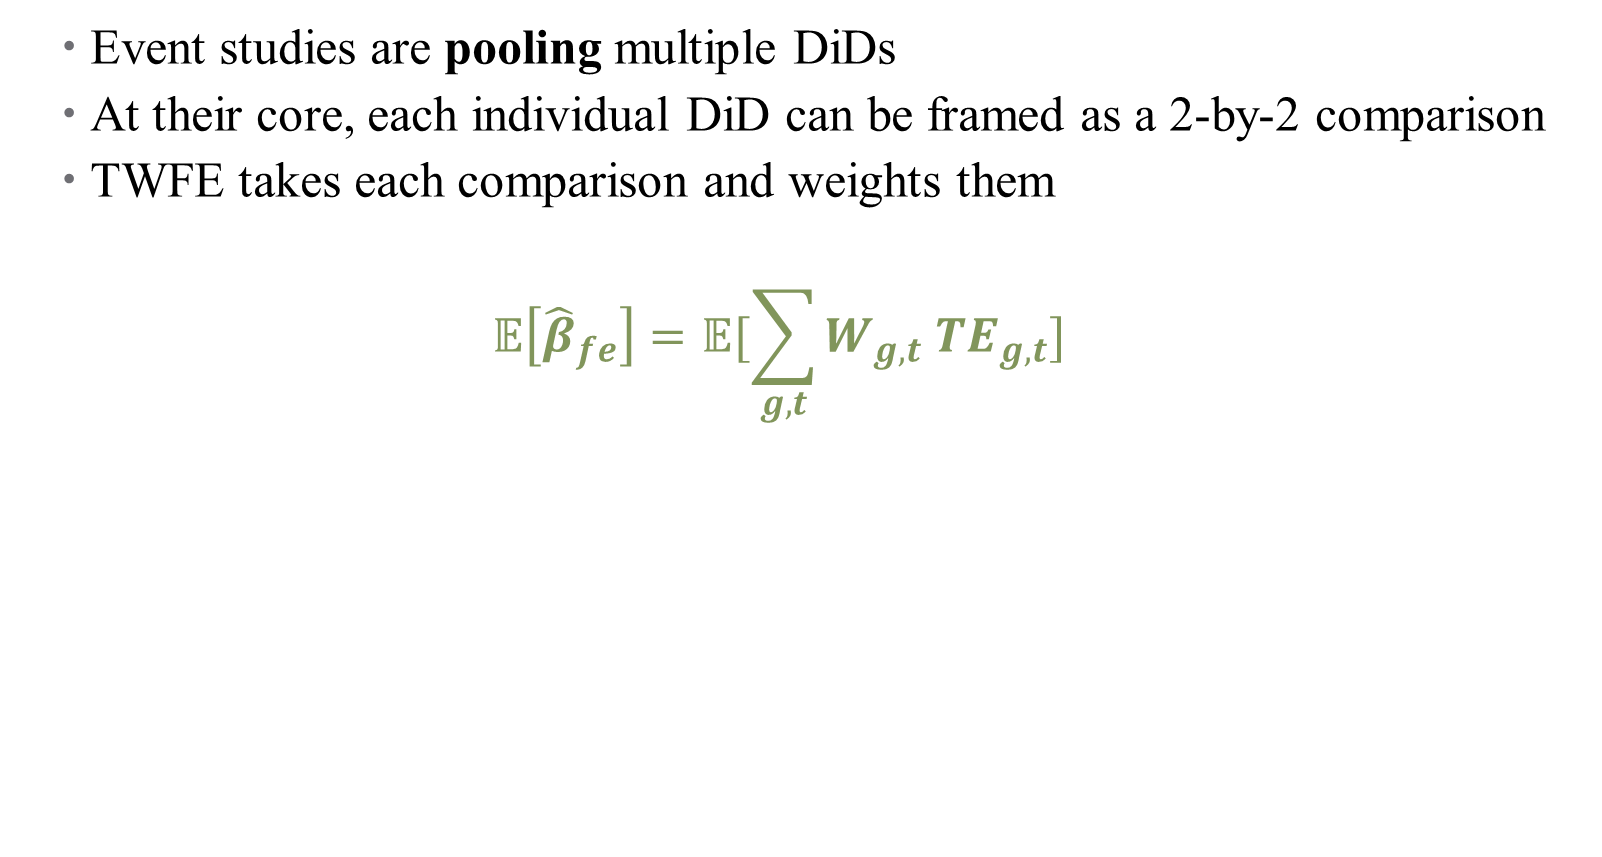 • Event studies are pooling multiple DiDs
• At their core, each individual DiD can be framed as a 2-by-2 comparison
• TWFE takes each comparison and weights them
𝔼[β̂_fe] = 𝔼[∑_{g,t} W_{g,t} TE_{g,t}]